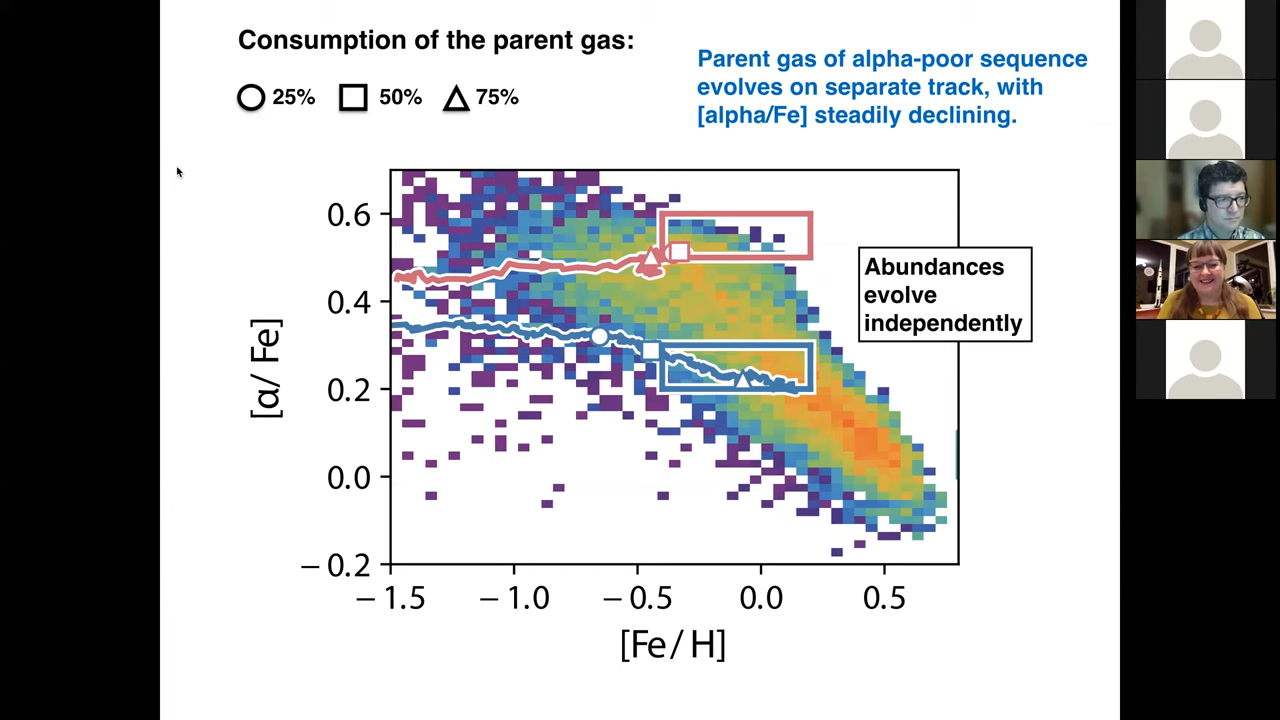 Consumption of the parent gas:
25% 50% 75%
Parent gas of alpha-poor sequence
evolves on separate track, with
[alpha/Fe] steadily declining.
0.6
0.4
0.2
0.0
−0.2
[α/ Fe]
Abundances
evolve
independently
−1.5 −1.0 −0.5 0.0 0.5
[Fe/H]